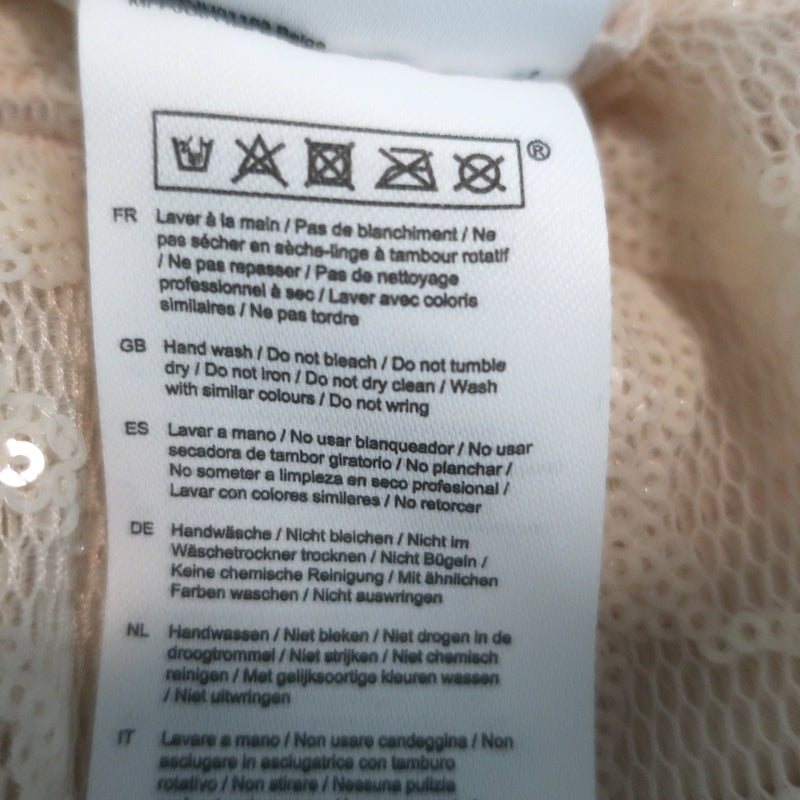 Beige
®
FR Laver à la main / Pas de blanchiment / Ne
pas sécher en sèche-linge à tambour rotatif
/ Ne pas repasser / Pas de nettoyage
professionnel à sec / Laver avec coloris
similaires / Ne pas tordre
GB Hand wash / Do not bleach / Do not tumble
dry / Do not iron / Do not dry clean / Wash
with similar colours / Do not wring
ES Lavar a mano / No usar blanqueador / No usar
secadora de tambor giratorio / No planchar /
No someter a limpieza en seco profesional /
Lavar con colores similares / No retorcer
DE Handwäsche / Nicht bleichen / Nicht im
Wäschetrockner trocknen / Nicht Bügeln /
Keine chemische Reinigung / Mit ähnlichen
Farben waschen / Nicht auswringen
NL Handwassen / Niet bleken / Niet drogen in de
droogtrommel / Niet strijken / Niet chemisch
reinigen / Met gelijksoortige kleuren wassen
/ Niet uitwringen
IT Lavare a mano / Non usare candeggina / Non
asciugare in asciugatrice con tamburo
rotativo / Non stirare / Nessuna pulizia